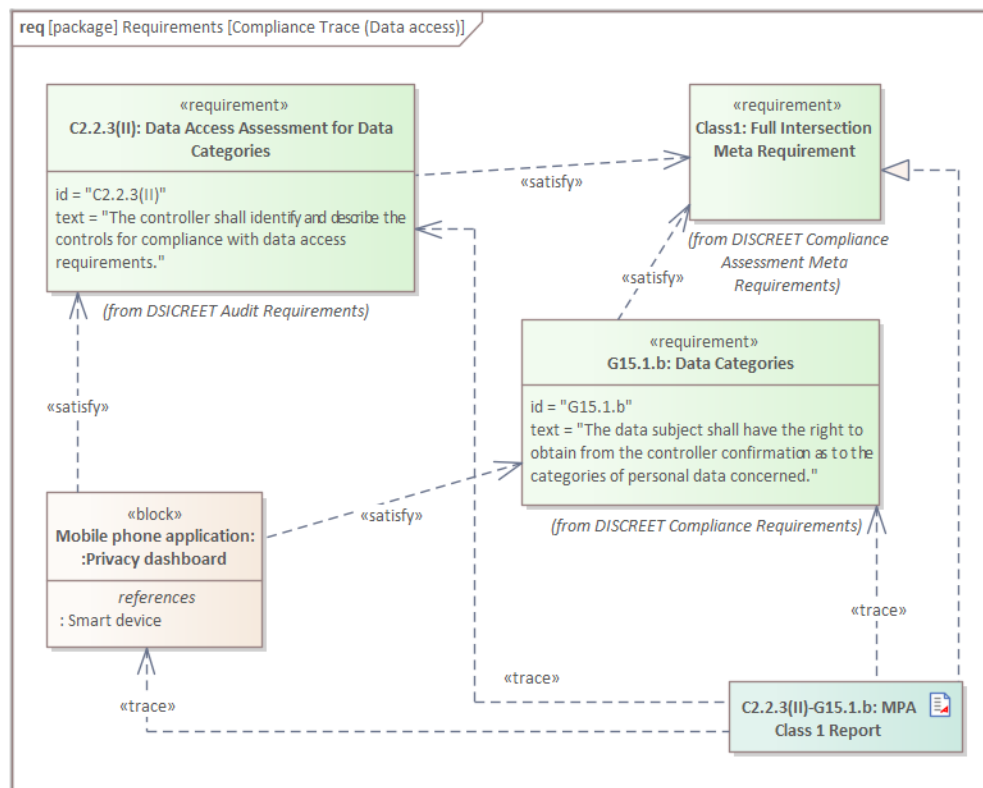 req [package] Requirements [Compliance Trace (Data access)]
«requirement»
C2.2.3(II): Data Access Assessment for Data
Categories
id = "C2.2.3(II)"
text = "The controller shall identify and describe the
controls for compliance with data access
requirements."
(from DSICREET Audit Requirements)
«requirement»
Class1: Full Intersection
Meta Requirement
(from DISCREET Compliance
Assessment Meta
Requirements)
«satisfy»
«satisfy»
«requirement»
G15.1.b: Data Categories
id = "G15.1.b"
text = "The data subject shall have the right to
obtain from the controller confirmation as to the
categories of personal data concerned."
(from DISCREET Compliance Requirements)
«satisfy»
«block»
Mobile phone application:
:Privacy dashboard
references
: Smart device
«satisfy»
«trace»
«trace»
«trace»
C2.2.3(II)-G15.1.b: MPA
Class 1 Report